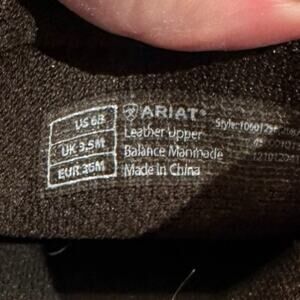 US 6B
UK 3.5M
EUR 36M
ARIAT
Leather Upper
Balance Manmade
Made in China